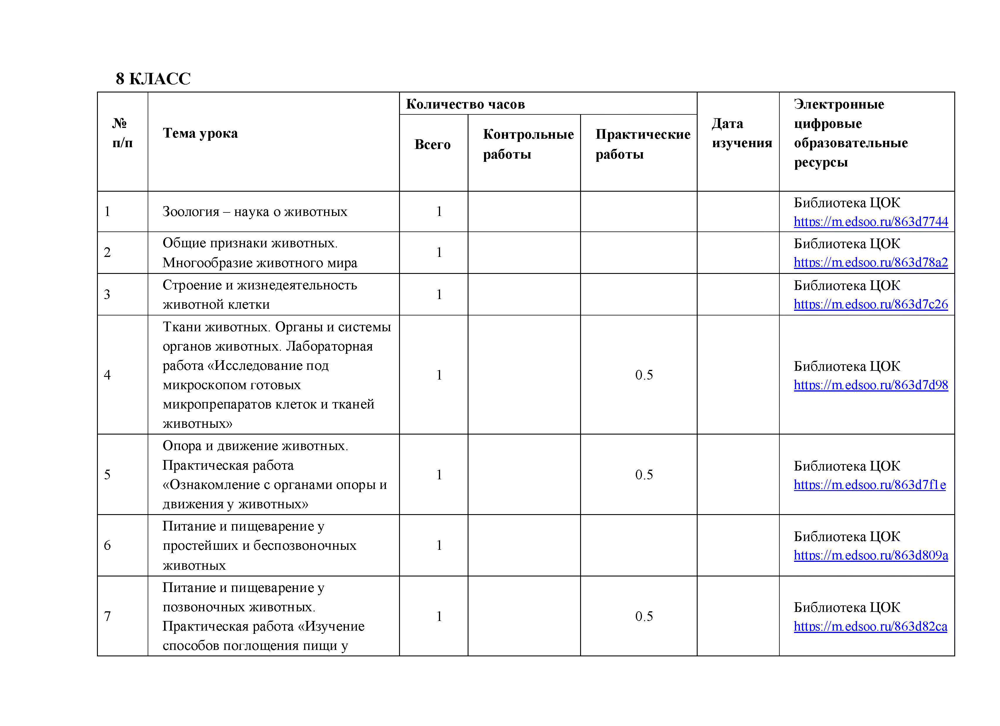 8 КЛАСС
№
п/п
Тема урока
Количество часов
Всего
Контрольные
работы
Практические
работы
Дата
изучения
Электронные
цифровые
образовательные
ресурсы
1
Зоология – наука о животных
1
Библиотека ЦОК
https://m.edsoo.ru/863d7744
2
Общие признаки животных.
Многообразие животного мира
1
Библиотека ЦОК
https://m.edsoo.ru/863d78a2
3
Строение и жизнедеятельность
животной клетки
1
Библиотека ЦОК
https://m.edsoo.ru/863d7c26
4
Ткани животных. Органы и системы
органов животных. Лабораторная
работа «Исследование под
микроскопом готовых
микропрепаратов клеток и тканей
животных»
1
0.5
Библиотека ЦОК
https://m.edsoo.ru/863d7d98
5
Опора и движение животных.
Практическая работа
«Ознакомление с органами опоры и
движения у животных»
1
0.5
Библиотека ЦОК
https://m.edsoo.ru/863d7f1e
6
Питание и пищеварение у
простейших и беспозвоночных
животных
1
Библиотека ЦОК
https://m.edsoo.ru/863d809a
7
Питание и пищеварение у
позвоночных животных.
Практическая работа «Изучение
способов поглощения пищи у
1
0.5
Библиотека ЦОК
https://m.edsoo.ru/863d82ca